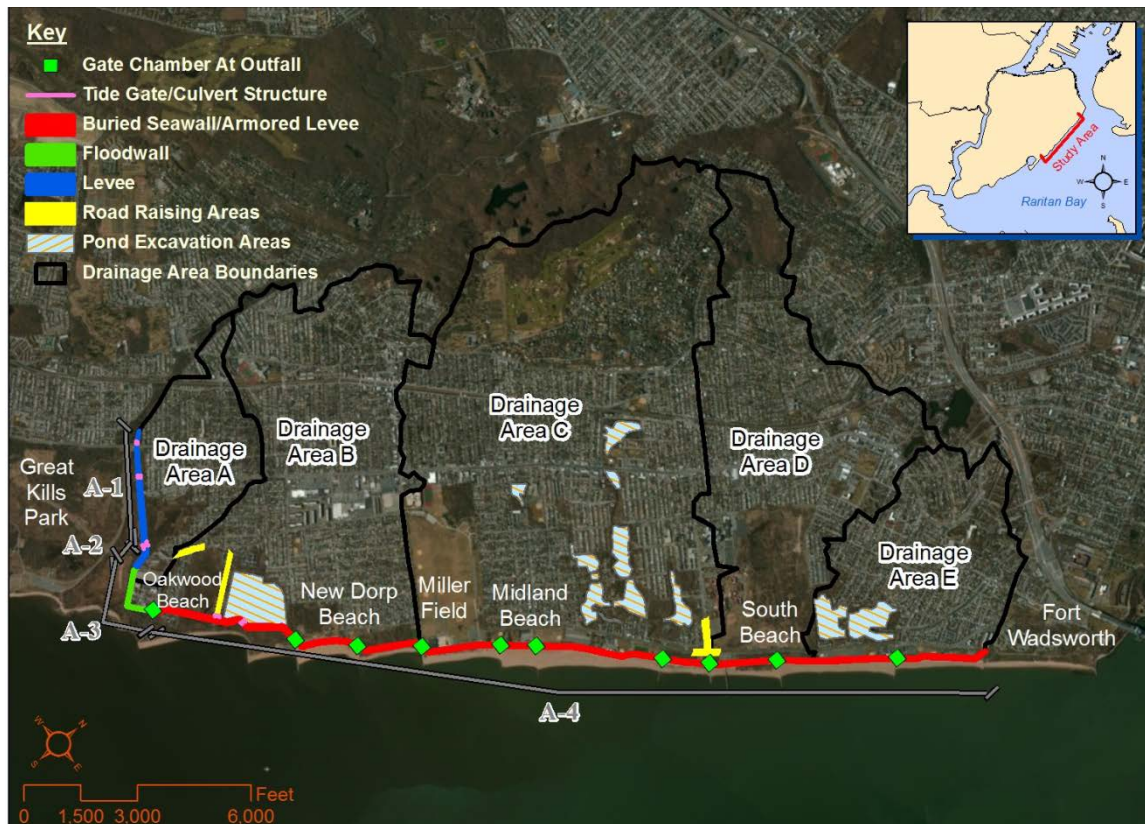 Key
Gate Chamber At Outfall
Tide Gate/Culvert Structure
Buried Seawall/Armored Levee
Floodwall
Levee
Road Raising Areas
Pond Excavation Areas
Drainage Area Boundaries
Study Area
N
W E
S
Raritan Bay
Drainage
Area A
Drainage
Area B
Drainage
Area C
Drainage
Area D
Drainage
Area E
Great
Kills
Park
A-1
A-2
A-3
A-4
Oakwood
Beach
New Dorp
Beach
Miller
Field
Midland
Beach
South
Beach
Fort
Wadsworth
W N
S E
Feet
0 1,500 3,000 6,000